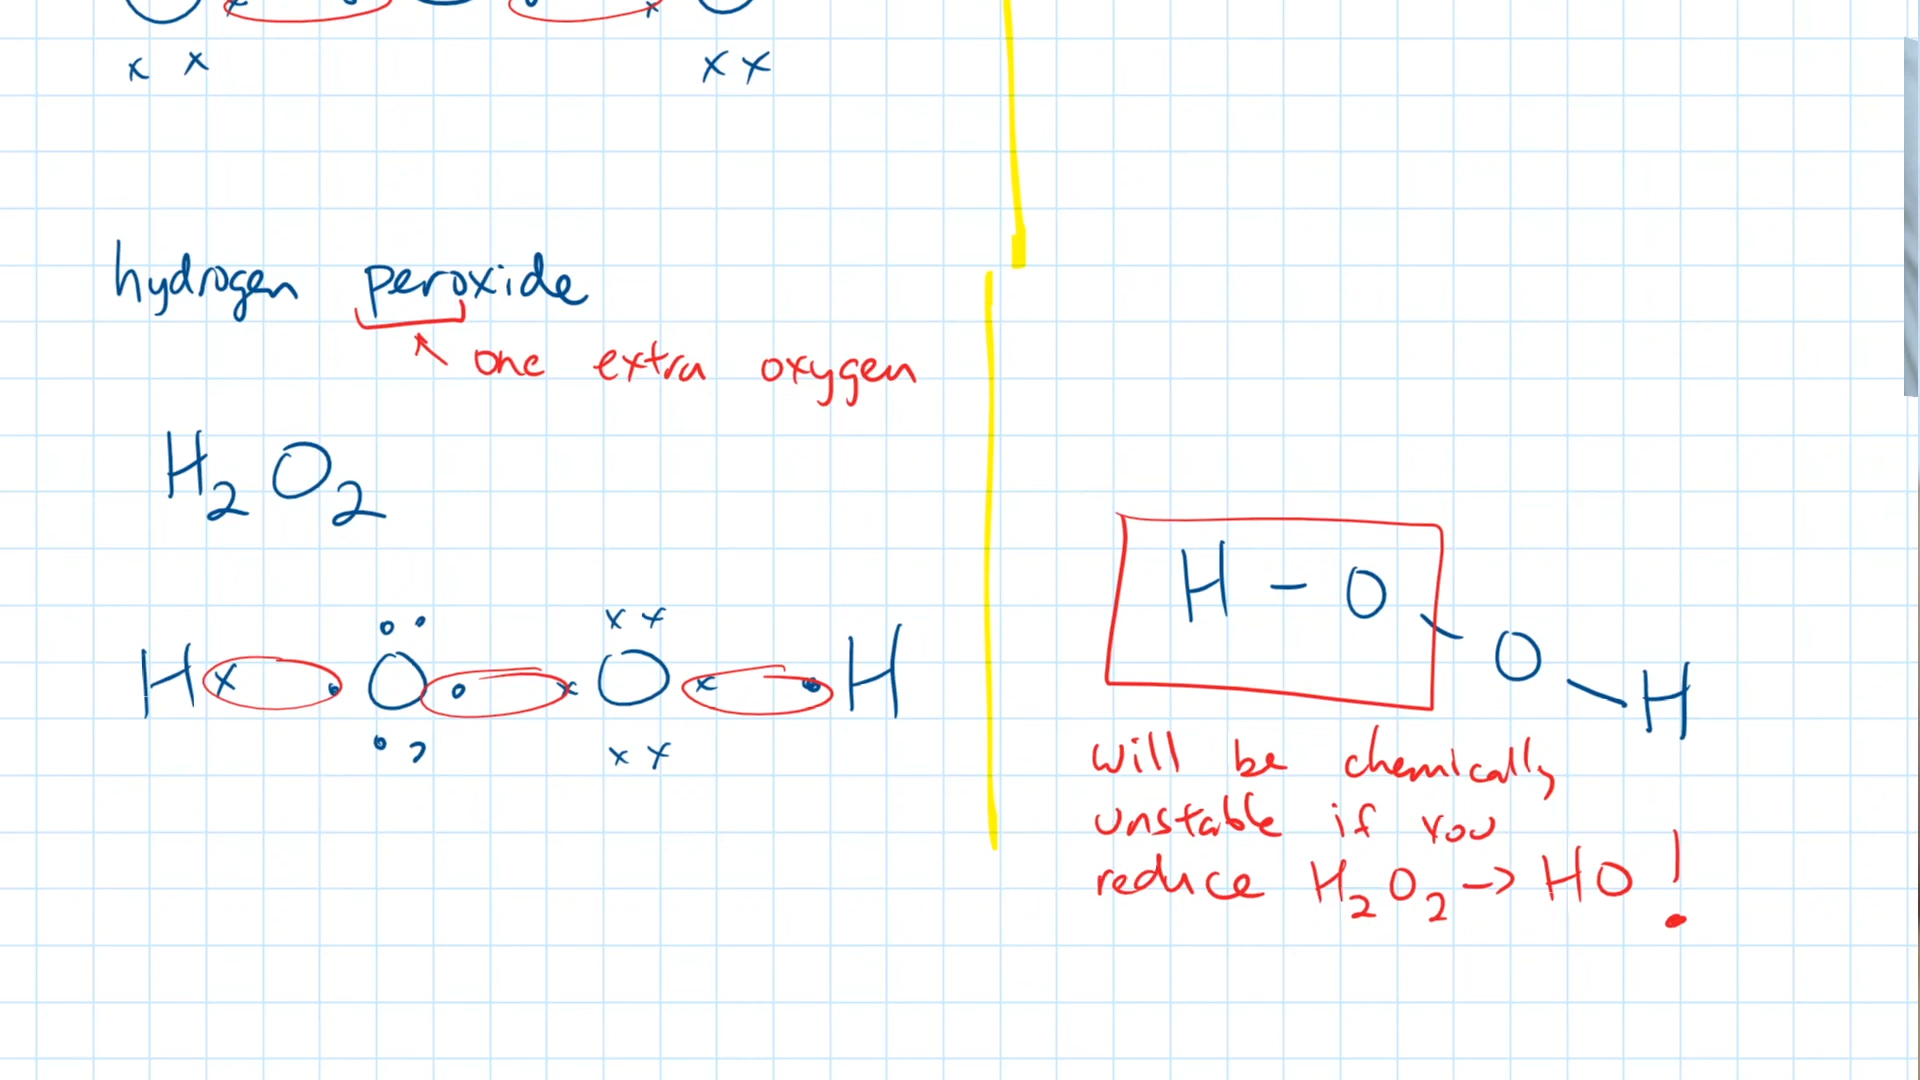 x x x x
hydrogen peroxide
one extra oxygen
H2O2
H x • O • x O x • H
H - O - O - H
will be chemically
unstable if you
reduce H2O2 → HO!